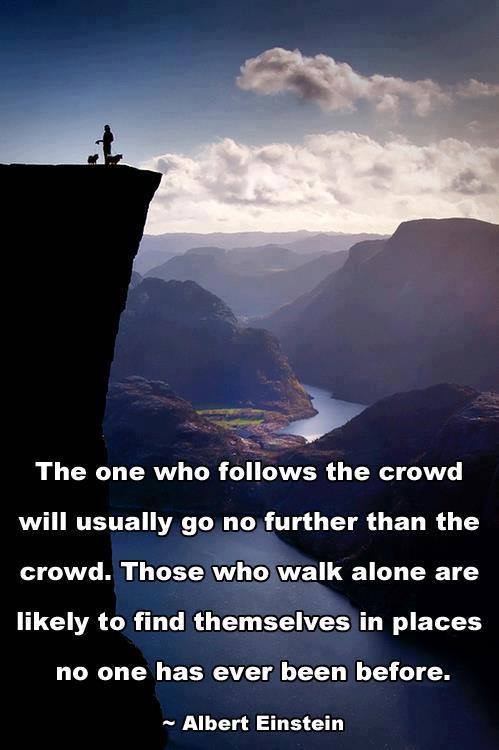 The one who follows the crowd
will usually go no further than the
crowd. Those who walk alone are
likely to find themselves in places
no one has ever been before.
~ Albert Einstein